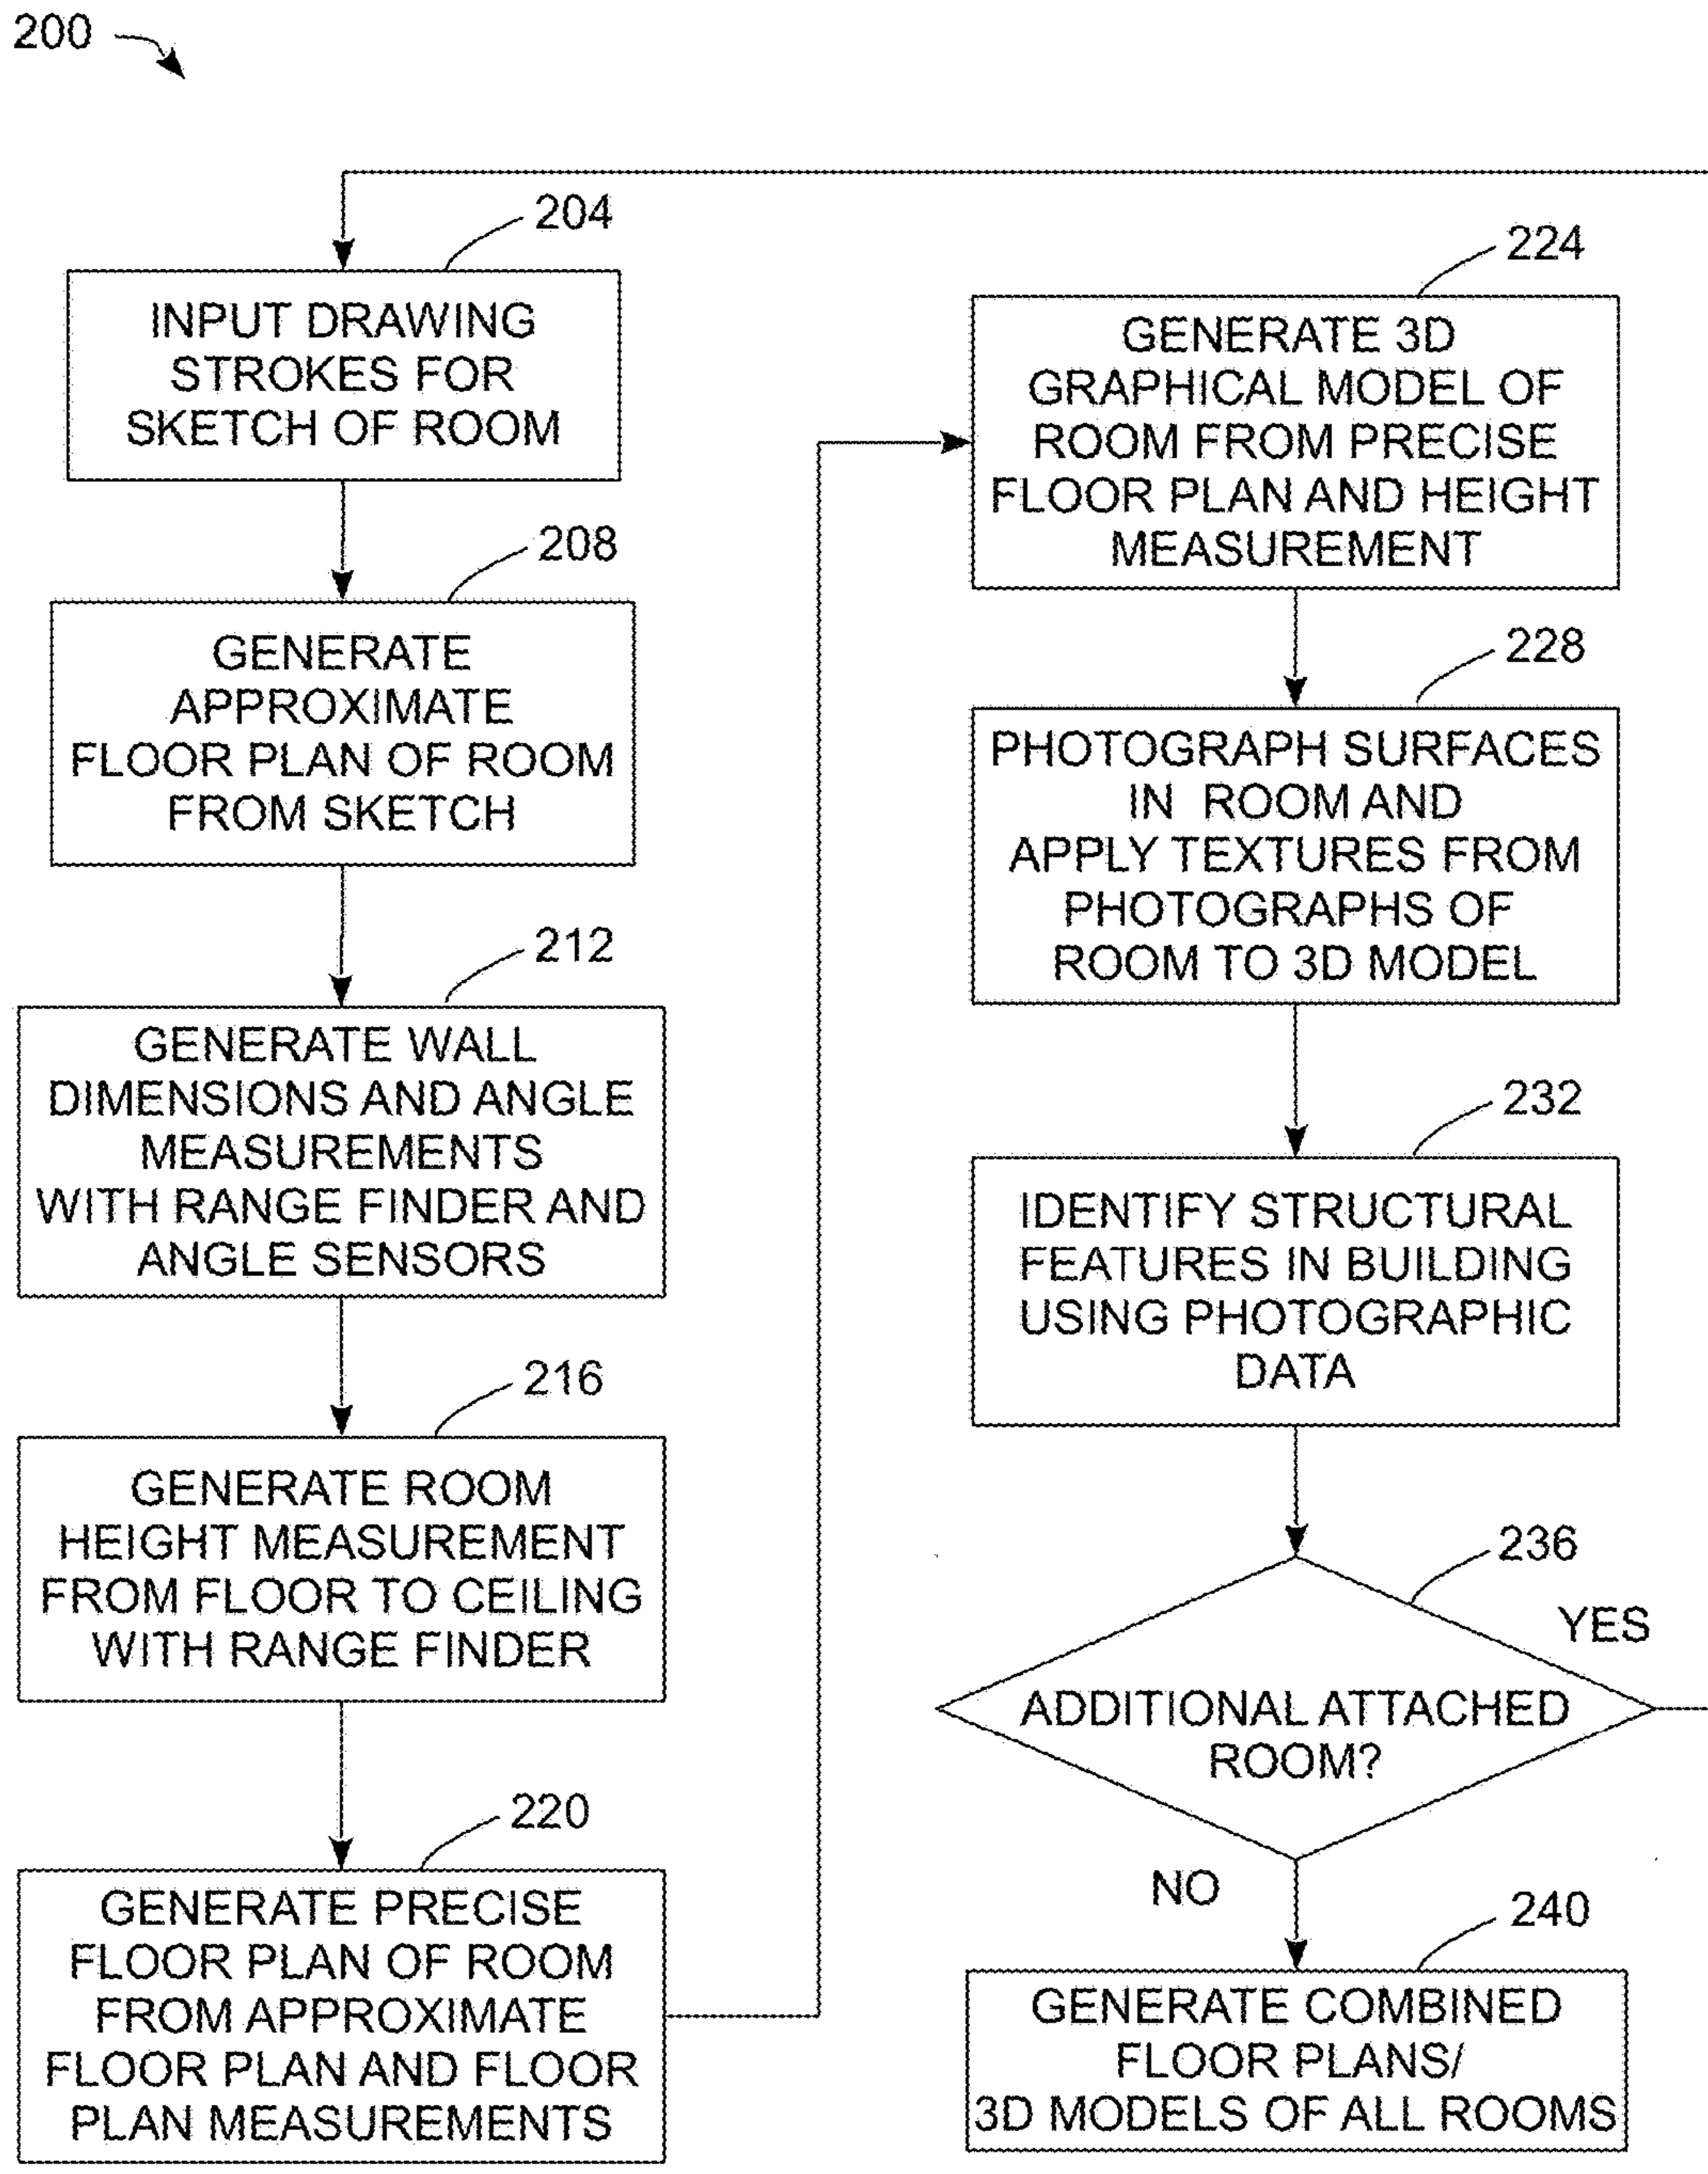 200
204
INPUT DRAWING
STROKES FOR
SKETCH OF ROOM
208
GENERATE
APPROXIMATE
FLOOR PLAN OF ROOM
FROM SKETCH
212
GENERATE WALL
DIMENSIONS AND ANGLE
MEASUREMENTS
WITH RANGE FINDER AND
ANGLE SENSORS
216
GENERATE ROOM
HEIGHT MEASUREMENT
FROM FLOOR TO CEILING
WITH RANGE FINDER
220
GENERATE PRECISE
FLOOR PLAN OF ROOM
FROM APPROXIMATE
FLOOR PLAN AND FLOOR
PLAN MEASUREMENTS
224
GENERATE 3D
GRAPHICAL MODEL OF
ROOM FROM PRECISE
FLOOR PLAN AND HEIGHT
MEASUREMENT
228
PHOTOGRAPH SURFACES
IN ROOM AND
APPLY TEXTURES FROM
PHOTOGRAPHS OF
ROOM TO 3D MODEL
232
IDENTIFY STRUCTURAL
FEATURES IN BUILDING
USING PHOTOGRAPHIC
DATA
236
YES
ADDITIONAL ATTACHED
ROOM?
NO
240
GENERATE COMBINED
FLOOR PLANS/
3D MODELS OF ALL ROOMS